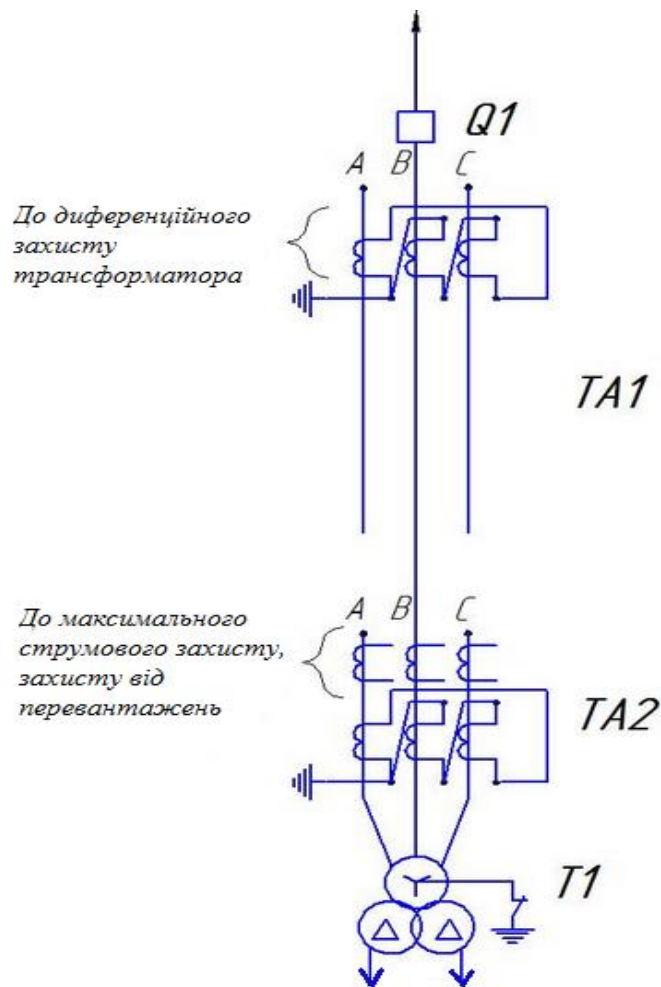 Q1
A B C
До диференційного
захисту
трансформатора
TA1
A B C
До максимального
струмового захисту,
захисту від
перевантажень
TA2
T1